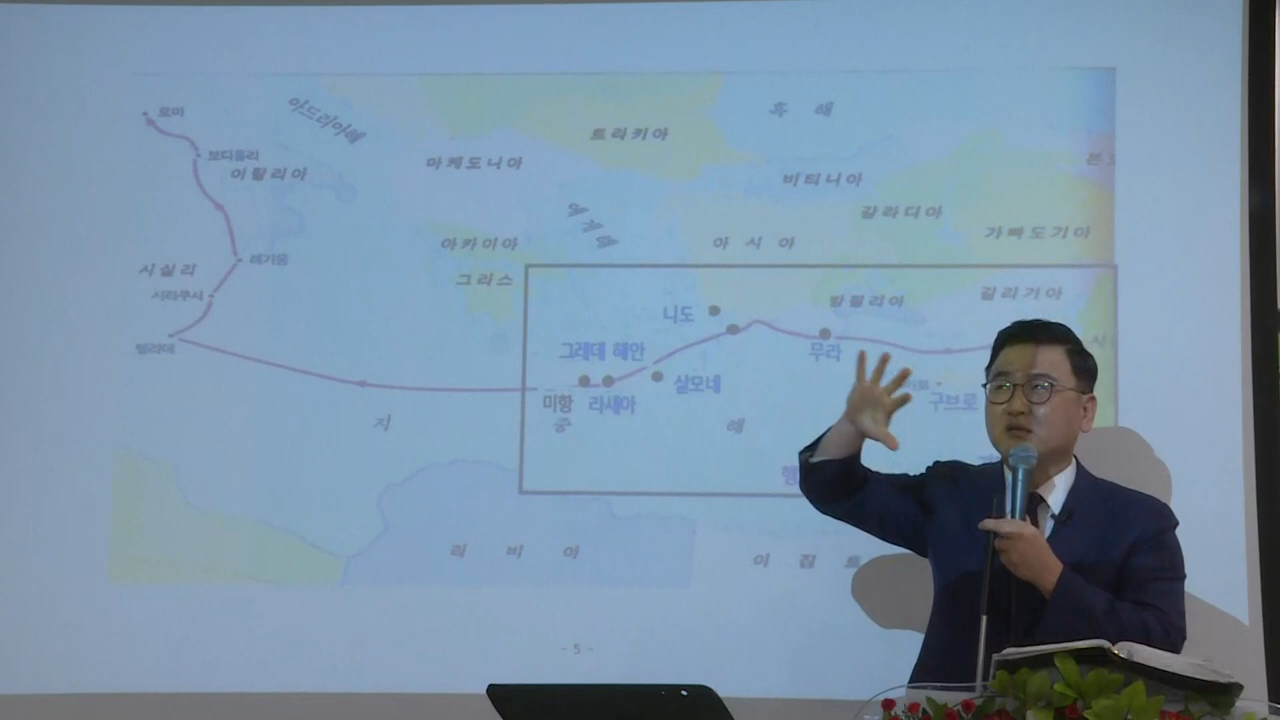 로마
아드리아해
흑 해
트라키아
보디올리
이탈리아
마케도니아
비티니아
갈라디아
가빠도기아
아카이아
아 시 아
레기움
시실리
그리스
시라쿠사
밤필리아
길리기아
니도
멜리데
그레데 해안
무라
살모네
구브로
미항
라새아
지
중
해
리 비 아
이 집 트
- 5 -